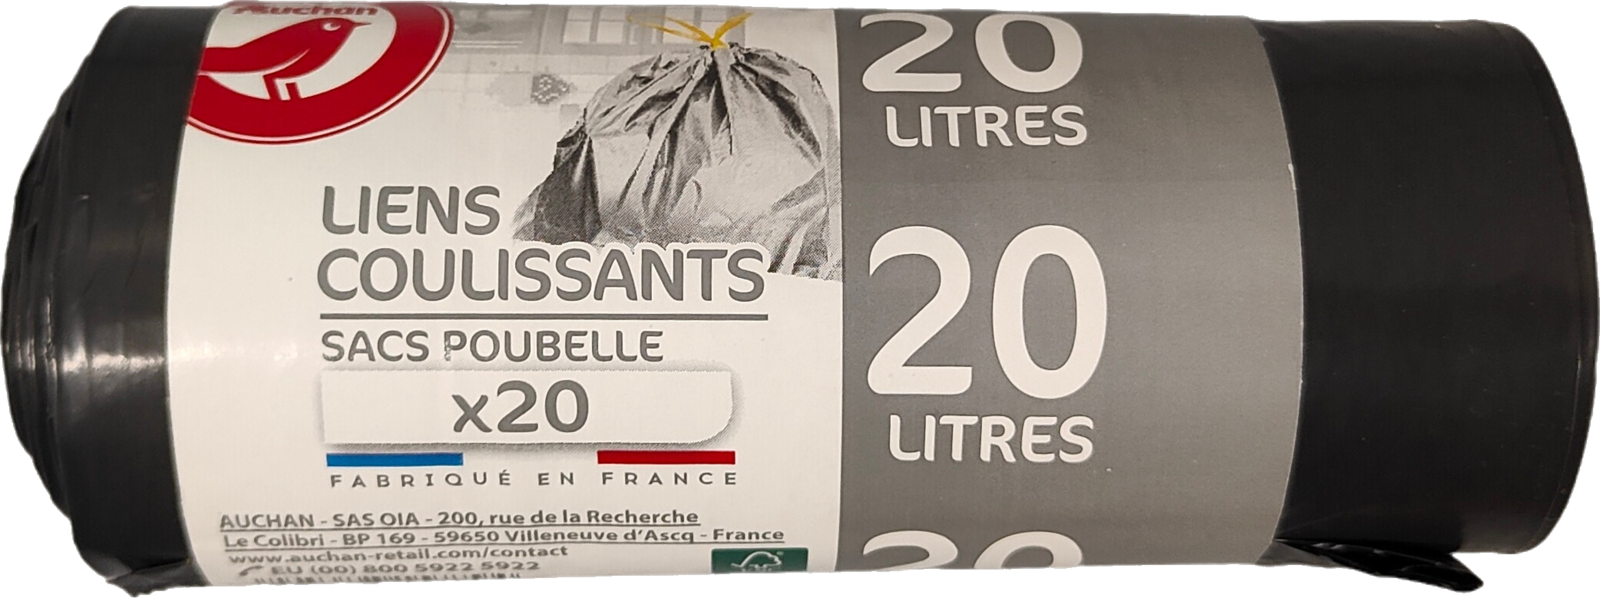 Auchan
20
LITRES
LIENS
COULISSANTS
SACS POUBELLE
x20
FABRIQUÉ EN FRANCE
20
LITRES
AUCHAN - SAS OIA - 200, rue de la Recherche
Le Colibri - BP 169 - 59650 Villeneuve d'Ascq - France
www.auchan-retail.com/contact
EU (00) 800 5922 5922
20